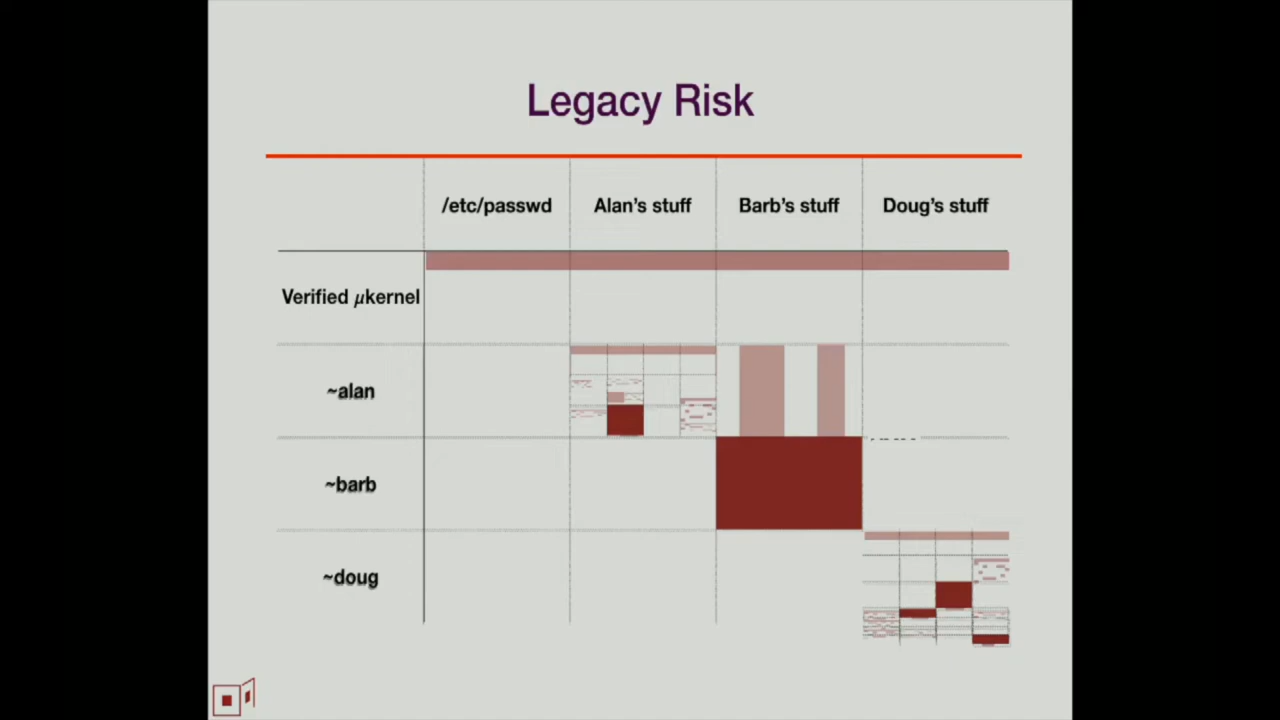 Legacy Risk
/etc/passwd Alan's stuff Barb's stuff Doug's stuff
Verified μkernel
~alan
~barb
~doug